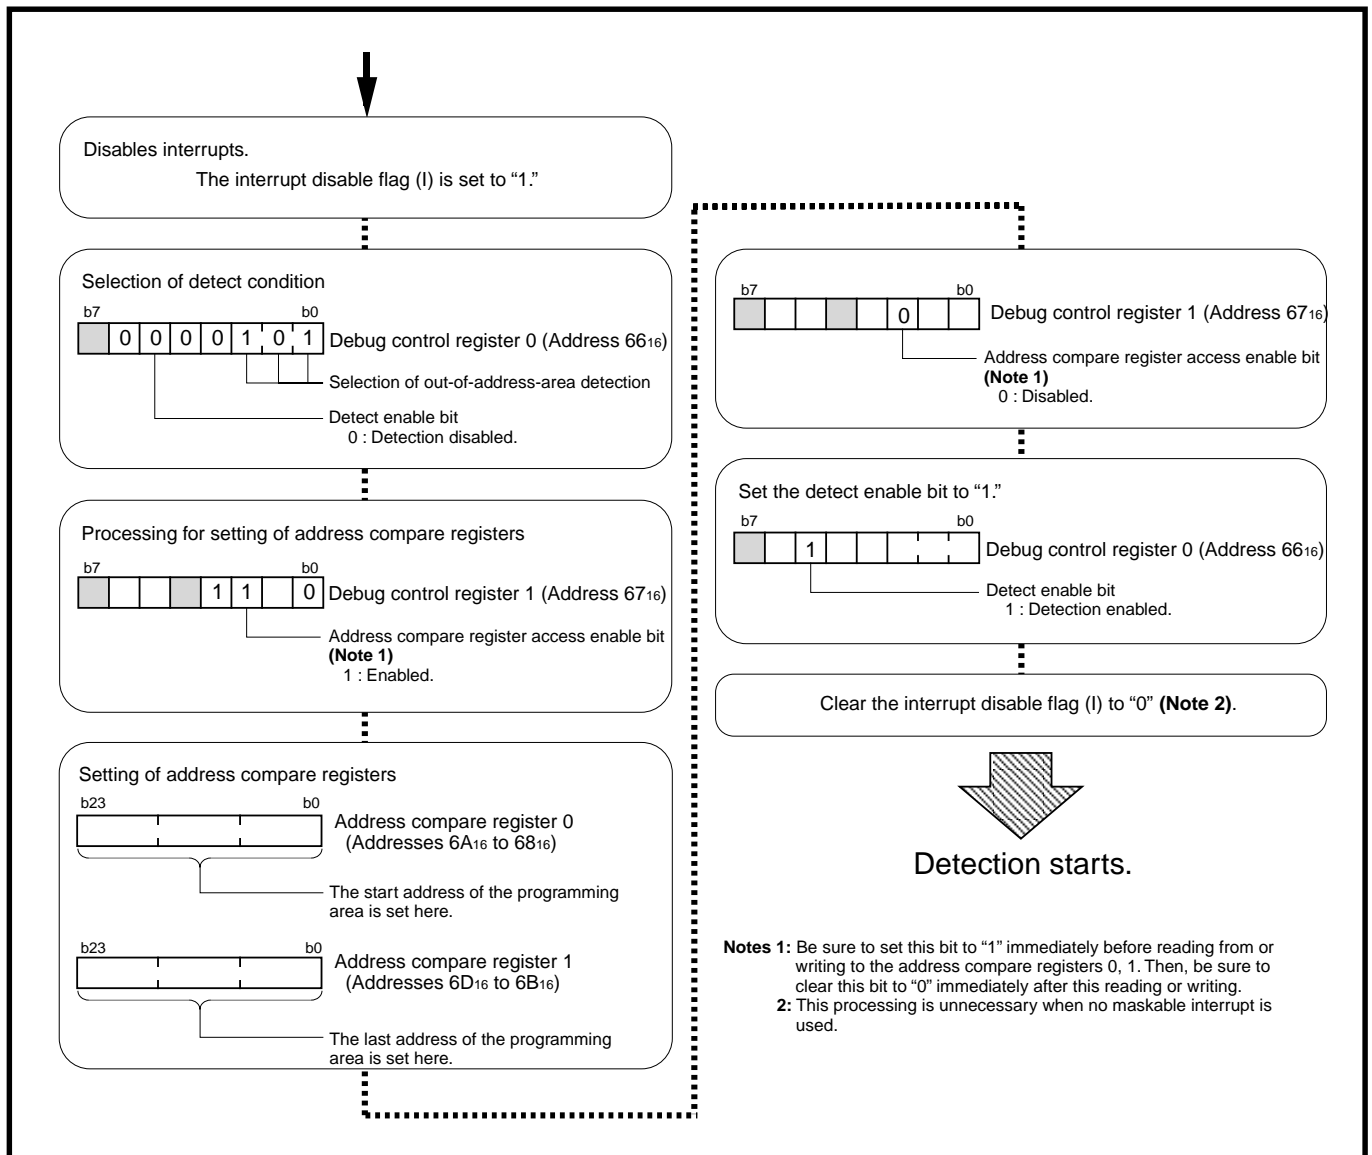 Disables interrupts.
The interrupt disable flag (I) is set to “1.”
Selection of detect condition
b7 b0
0 0 0 0 1 0 1 Debug control register 0 (Address 66₁₆)
Selection of out-of-address-area detection
Detect enable bit
0 : Detection disabled.
Processing for setting of address compare registers
b7 b0
1 1 0 Debug control register 1 (Address 67₁₆)
Address compare register access enable bit
(Note 1)
1 : Enabled.
Setting of address compare registers
b23 b0
Address compare register 0
(Addresses 6A₁₆ to 68₁₆)
The start address of the programming
area is set here.
b23 b0
Address compare register 1
(Addresses 6D₁₆ to 6B₁₆)
The last address of the programming
area is set here.
b7 b0
0 Debug control register 1 (Address 67₁₆)
Address compare register access enable bit
(Note 1)
0 : Disabled.
Set the detect enable bit to “1.”
b7 b0
1 Debug control register 0 (Address 66₁₆)
Detect enable bit
1 : Detection enabled.
Clear the interrupt disable flag (I) to “0” (Note 2).
Detection starts.
Notes 1: Be sure to set this bit to “1” immediately before reading from or
writing to the address compare registers 0, 1. Then, be sure to
clear this bit to “0” immediately after this reading or writing.
2: This processing is unnecessary when no maskable interrupt is
used.